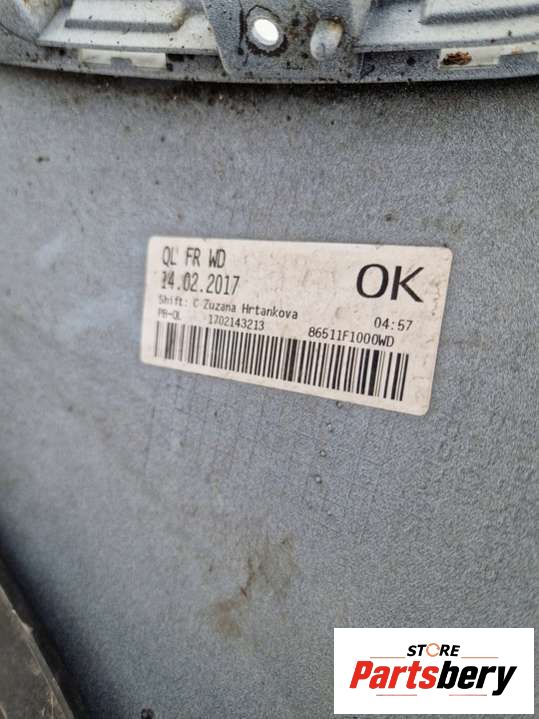 QL FR WD
14.02.2017
OK
Shift: C Zuzana Hrtankova
04:57
PR-QL 1702143213 86511F1000WD
STORE
Partsbery